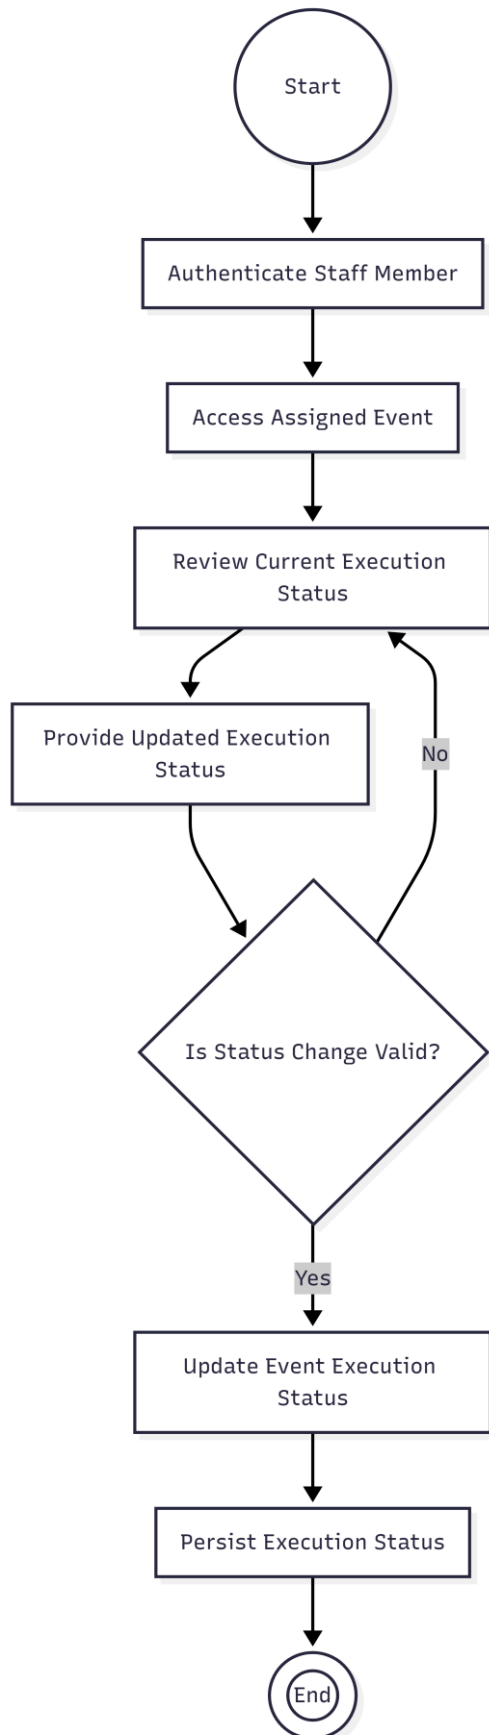 Start
Authenticate Staff Member
Access Assigned Event
Review Current Execution
Status
Provide Updated Execution
Status
No
Is Status Change Valid?
Yes
Update Event Execution
Status
Persist Execution Status
End